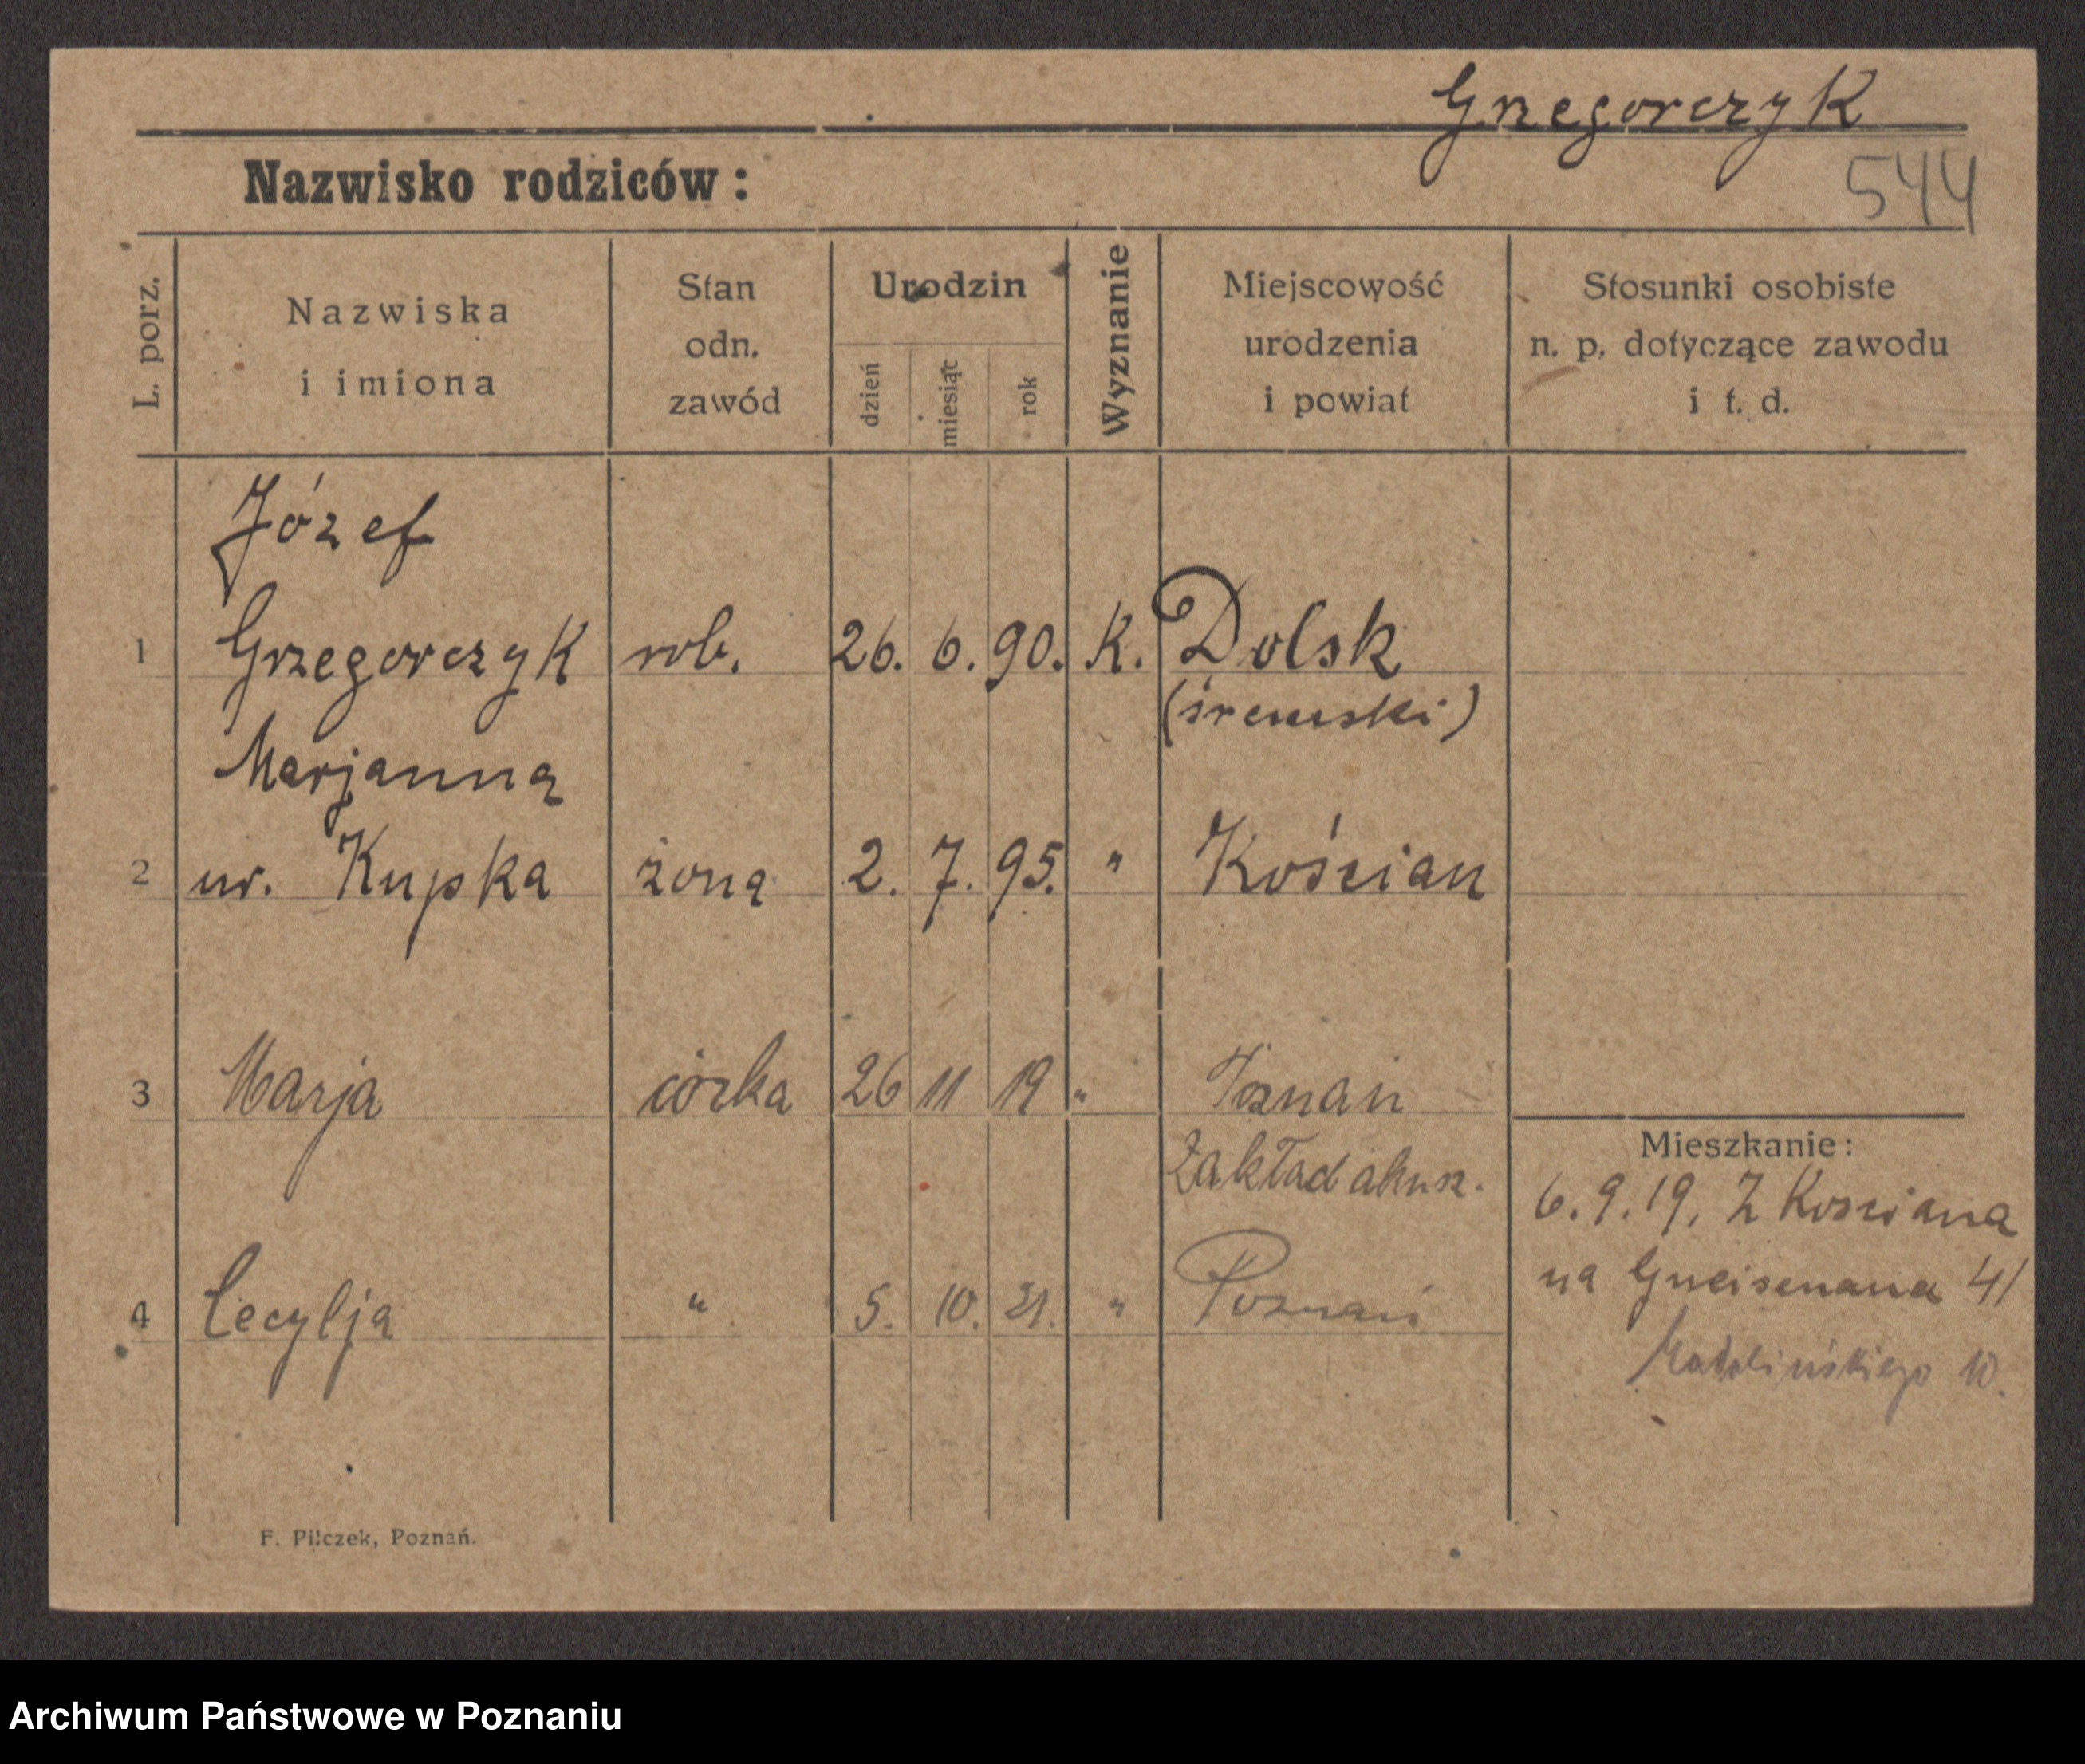 Grzegorczyk
Nazwisko rodziców:
544
L. porz.
Nazwiska
i imiona
Stan
odn.
zawód
Urodzin
dzień
miesiąc
rok
Wyznanie
Miejscowość
urodzenia
i powiat
Stosunki osobiste
n. p. dotyczące zawodu
i t. d.
Józef
1 Grzegorczyk rob. 26. 6. 90. K. Dolsk
(śremski)
Marjanna
2 ur. Kupka żona 2. 7. 95. " Kościan
3 Marja córka 26 11 19 " Poznań
Zakład akusz.
4 Cecylja " 5. 10. 21. " Poznań
Mieszkanie:
6.9.19, Z Kosciana
na Gneisenaua 41
Madalińskiego 10.
F. Pilczek, Poznań.
Archiwum Państwowe w Poznaniu